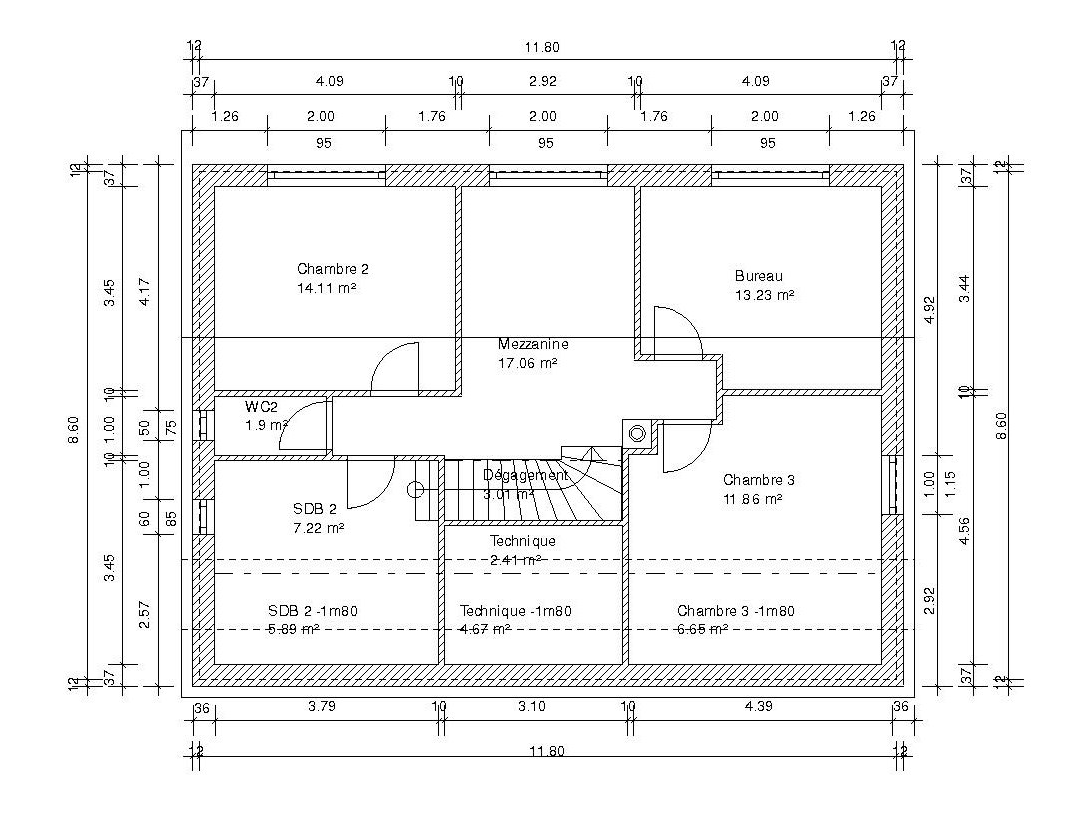 12 11.80 12
37 4.09 10 2.92 10 4.09 37
1.26 2.00 1.76 2.00 1.76 2.00 1.26
95 95 95
12
37
3.45
10
1.00
10
3.45
37
12
8.60
4.17
50
75
1.00
60
85
2.57
Chambre 2
14.11 m²
Mezzanine
17.06 m²
Bureau
13.23 m²
WC2
1.9 m²
SDB 2
7.22 m²
Dégagement
3.01 m²
Technique
2.41 m²
Chambre 3
11.86 m²
SDB 2 -1m80
5.89 m²
Technique -1m80
4.67 m²
Chambre 3 -1m80
6.65 m²
4.92
1.00
1.15
2.92
37
3.44
10
4.56
37
12
8.60
12
36 3.79 10 3.10 10 4.39 36
12 11.80 12